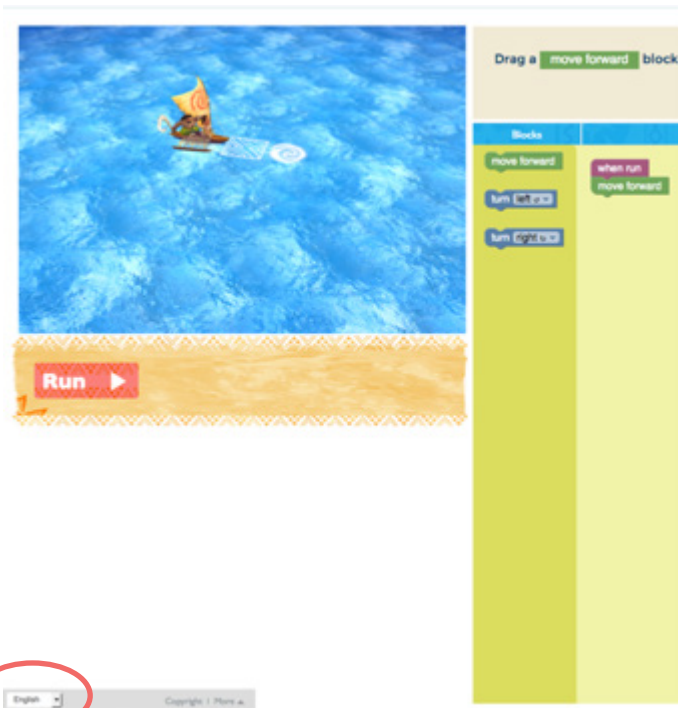 Drag a move forward block
Blocks
move forward
when run
move forward
turn left
turn right
Run
English
Copyright | More